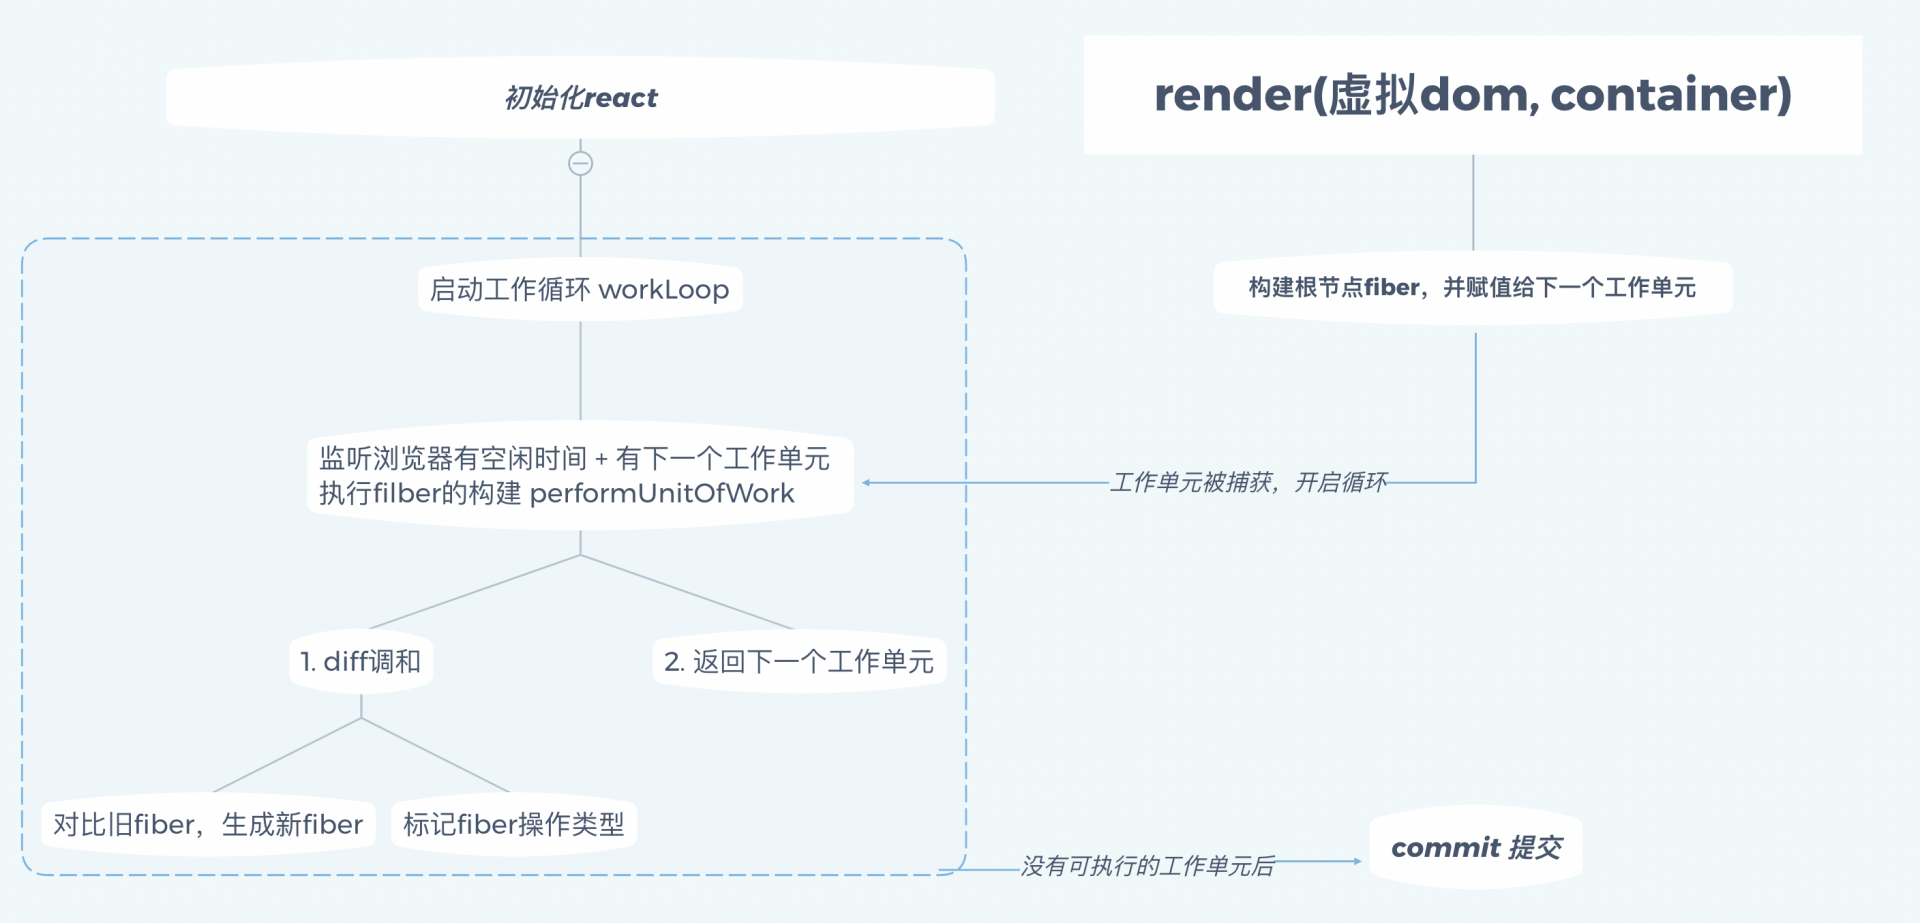 初始化react
render(虚拟dom, container)
启动工作循环 workLoop
构建根节点fiber，并赋值给下一个工作单元
监听浏览器有空闲时间 + 有下一个工作单元
执行filber的构建 performUnitOfWork
工作单元被捕获，开启循环
1. diff调和
2. 返回下一个工作单元
对比旧fiber，生成新fiber
标记fiber操作类型
没有可执行的工作单元后
commit 提交